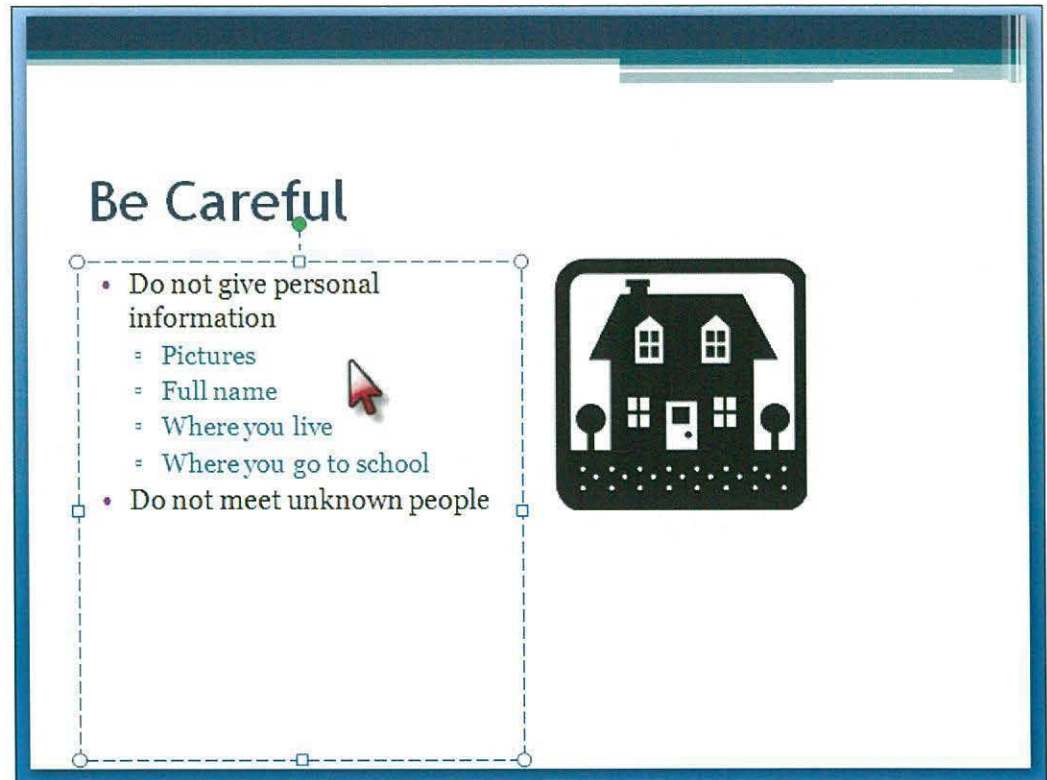 Be Careful
• Do not give personal
information
▫ Pictures
▫ Full name
▫ Where you live
▫ Where you go to school
• Do not meet unknown people